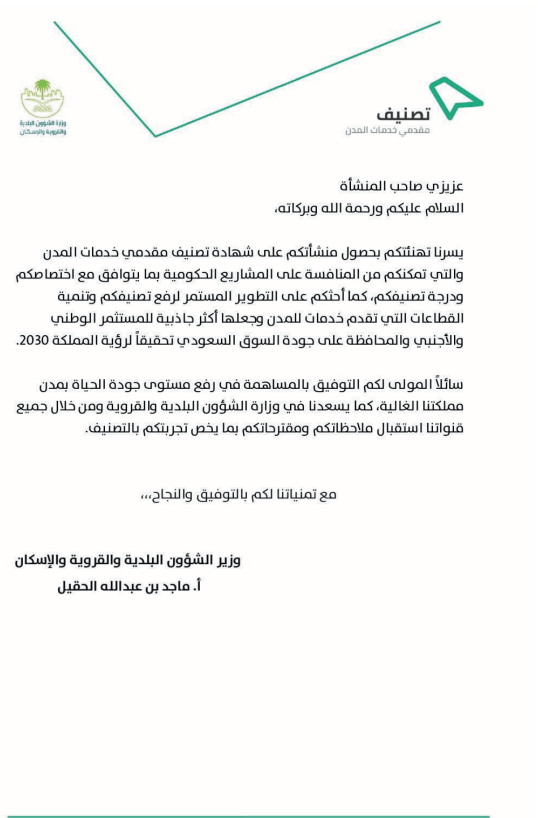 وزارة الشؤون البلدية
والقروية والإسكان
تصنيف
مقدمي خدمات المدن
عزيزي صاحب المنشأة
السلام عليكم ورحمة الله وبركاته،
يسرنا تهنئتكم بحصول منشأتكم على شهادة تصنيف مقدمي خدمات المدن
والتي تمكنكم من المنافسة على المشاريع الحكومية بما يتوافق مع اختصاصكم
ودرجة تصنيفكم، كما أحثكم على التطوير المستمر لرفع تصنيفكم وتنمية
القطاعات التي تقدم خدمات للمدن وجعلها أكثر جاذبية للمستثمر الوطني
والأجنبي والمحافظة على جودة السوق السعودي تحقيقاً لرؤية المملكة 2030.
سائلاً المولى لكم التوفيق بالمساهمة في رفع مستوى جودة الحياة بمدن
مملكتنا الغالية، كما يسعدنا في وزارة الشؤون البلدية والقروية ومن خلال جميع
قنواتنا استقبال ملاحظاتكم ومقترحاتكم بما يخص تجربتكم بالتصنيف.
مع تمنياتنا لكم بالتوفيق والنجاح،،،
وزير الشؤون البلدية والقروية والإسكان
أ. ماجد بن عبدالله الحقيل